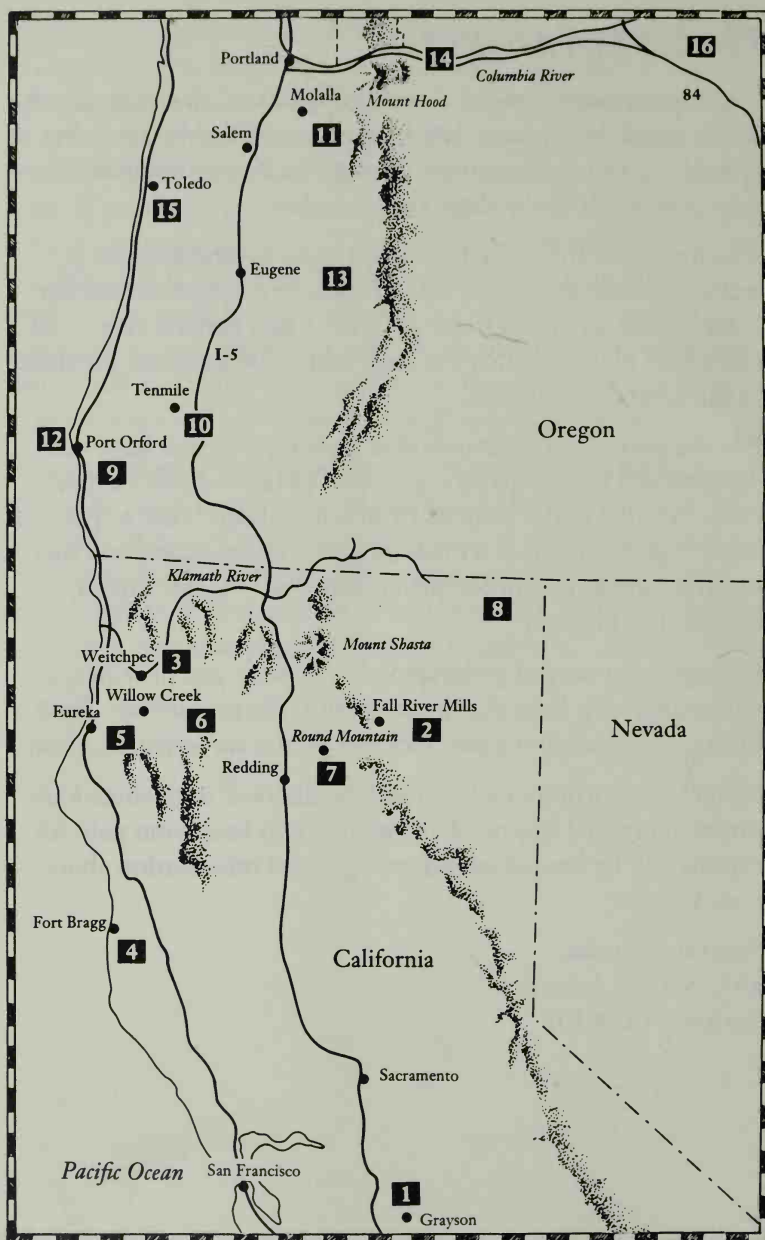 Portland
14
16
Columbia River
84
Mount Hood
Molalla
11
Salem
Toledo
15
Eugene
13
I-5
Tenmile
10
Oregon
12
Port Orford
9
Klamath River
8
Mount Shasta
Weitchpec
3
Willow Creek
6
Fall River Mills
2
Nevada
Eureka
5
Round Mountain
7
Redding
Fort Bragg
4
California
Sacramento
Pacific Ocean
San Francisco
1
Grayson